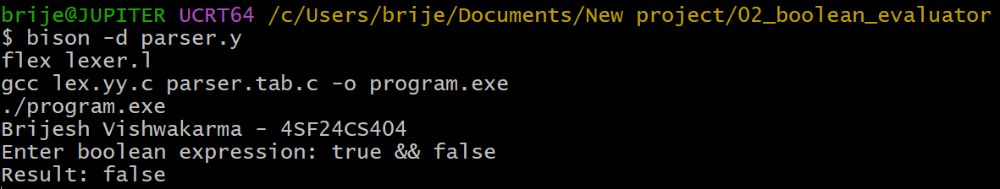 brije@JUPITER UCRT64 /c/Users/brije/Documents/New project/02_boolean_evaluator
$ bison -d parser.y
flex lexer.l
gcc lex.yy.c parser.tab.c -o program.exe
./program.exe
Brijesh Vishwakarma - 4SF24CS404
Enter boolean expression: true && false
Result: false